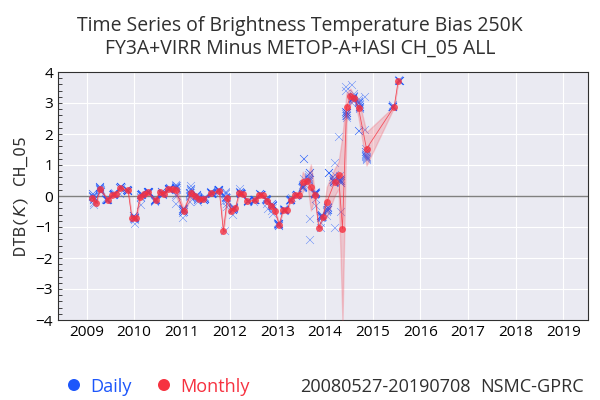 Time Series of Brightness Temperature Bias 250K
FY3A+VIRR Minus METOP-A+IASI CH_05 ALL
DTB(K) CH_05
4
3
2
1
0
−1
−2
−3
−4
2009 2010 2011 2012 2013 2014 2015 2016 2017 2018 2019
Daily Monthly 20080527-20190708 NSMC-GPRC